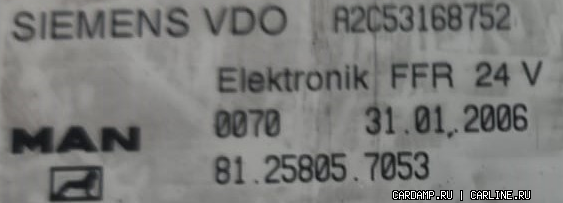 SIEMENS VDO A2C53168752
Elektronik FFR 24 V
0070 31.01.2006
MAN 81.25805.7053
CARDAMP.RU | CARLINE.RU